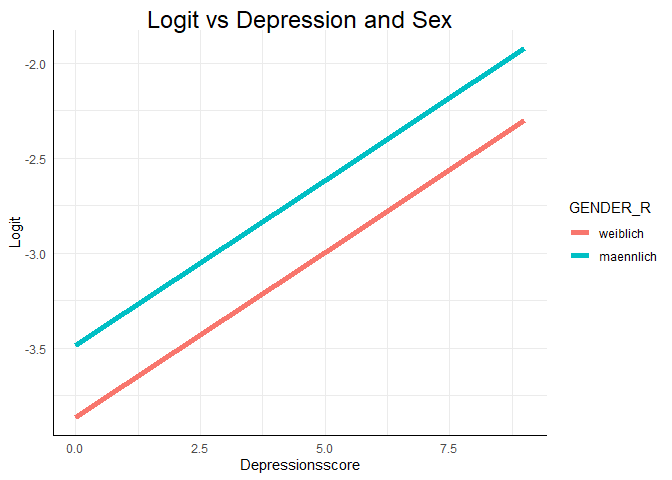 Logit vs Depression and Sex
-2.0
-2.5
-3.0
-3.5
Logit
0.0 2.5 5.0 7.5
Depressionsscore
GENDER_R
weiblich
maennlich